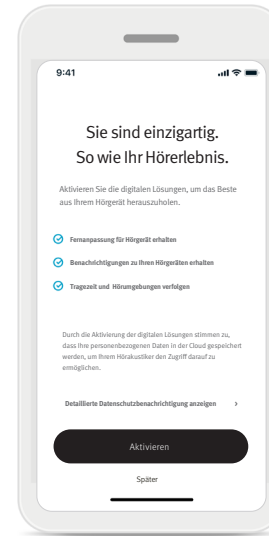 9:41
Sie sind einzigartig.
So wie Ihr Hörerlebnis.
Aktivieren Sie die digitalen Lösungen, um das Beste
aus Ihrem Hörgerät herauszuholen.
Fernanpassung für Hörgerät erhalten
Benachrichtigungen zu Ihren Hörgeräten erhalten
Tragezeit und Hörumgebungen verfolgen
Durch die Aktivierung der digitalen Lösungen stimmen zu,
dass Ihre personenbezogenen Daten in der Cloud gespeichert
werden, um Ihrem Hörakustiker den Zugriff darauf zu
ermöglichen.
Detaillierte Datenschutzbenachrichtigung anzeigen
Aktivieren
Später